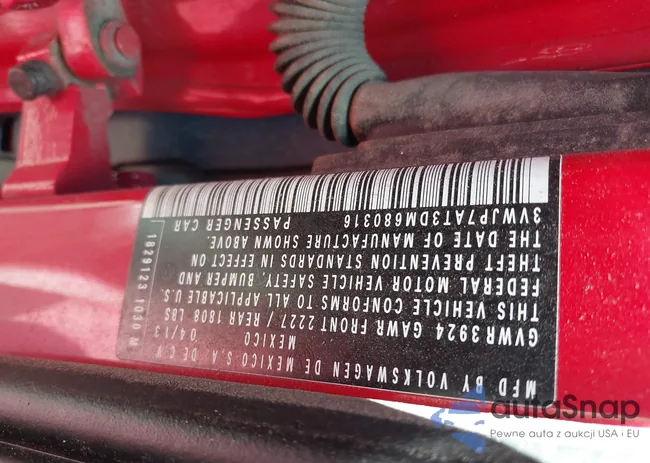 MFD BY VOLKSWAGEN DE MEXICO S.A. DE C.V.
MEXICO 04/13
GVWR 3924 GAWR FRONT 2227 / REAR 1808 LBS
THIS VEHICLE CONFORMS TO ALL APPLICABLE U.S.
FEDERAL MOTOR VEHICLE SAFETY, BUMPER AND
THEFT PREVENTION STANDARDS IN EFFECT ON
THE DATE OF MANUFACTURE SHOWN ABOVE.
3VWJP7AT3DM680316 PASSENGER CAR
1829123 1030 M
autaSnap
Pewne auta z aukcji USA i EU